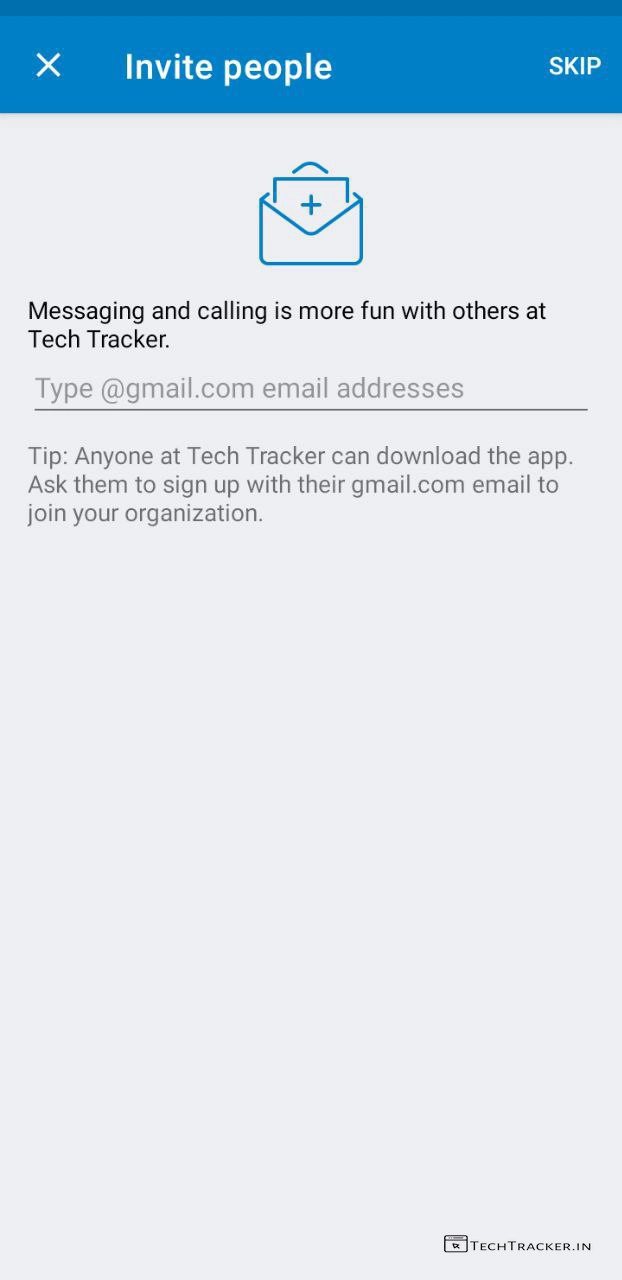 Invite people
SKIP
Messaging and calling is more fun with others at
Tech Tracker.
Type @gmail.com email addresses
Tip: Anyone at Tech Tracker can download the app.
Ask them to sign up with their gmail.com email to
join your organization.
TECHTRACKER.IN